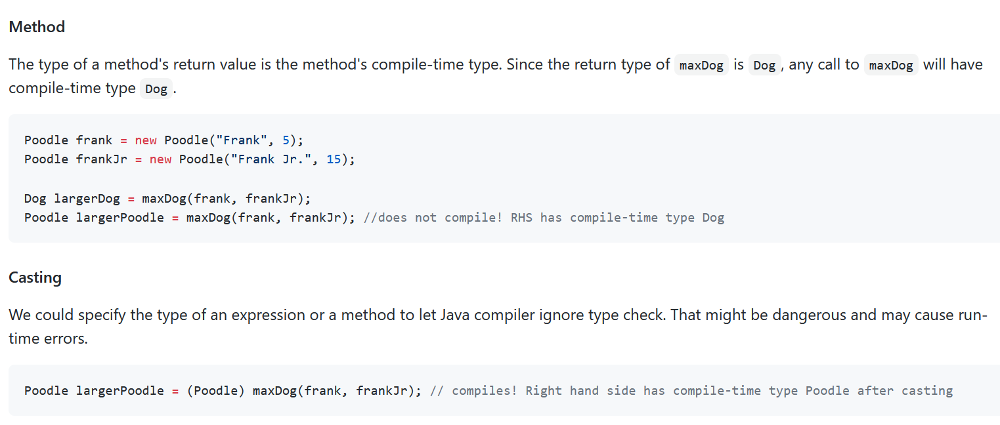 Method
The type of a method's return value is the method's compile-time type. Since the return type of maxDog is Dog, any call to maxDog will have
compile-time type Dog.
Poodle frank = new Poodle("Frank", 5);
Poodle frankJr = new Poodle("Frank Jr.", 15);
Dog largerDog = maxDog(frank, frankJr);
Poodle largerPoodle = maxDog(frank, frankJr); //does not compile! RHS has compile-time type Dog
Casting
We could specify the type of an expression or a method to let Java compiler ignore type check. That might be dangerous and may cause run-
time errors.
Poodle largerPoodle = (Poodle) maxDog(frank, frankJr); // compiles! Right hand side has compile-time type Poodle after casting